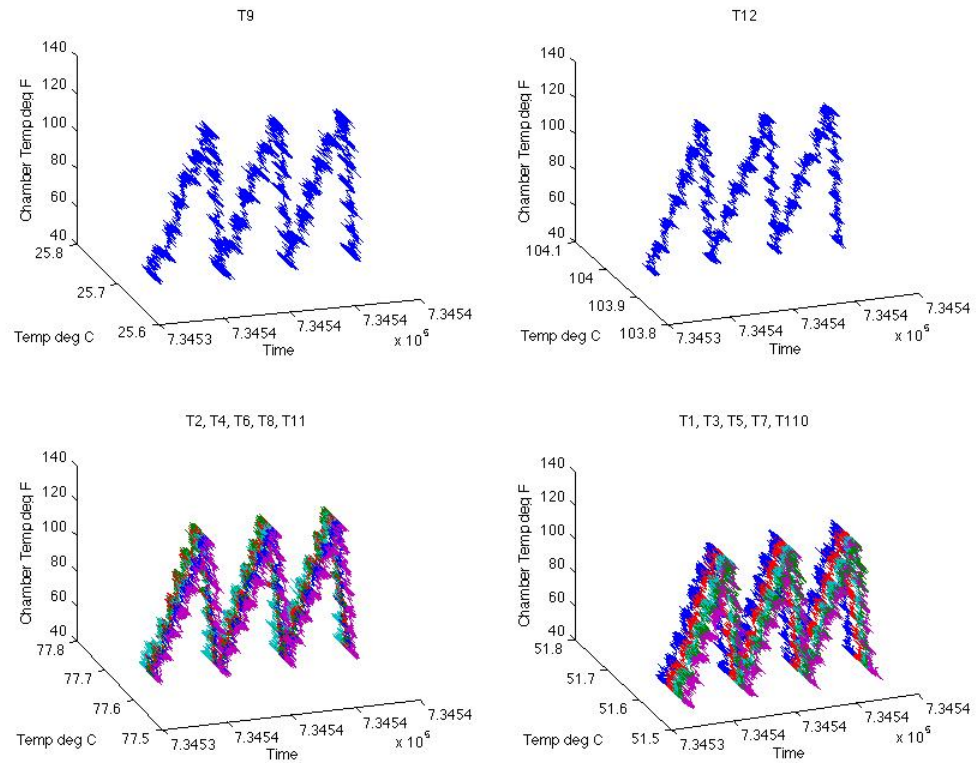 T9
140
120
100
80
60
40
Chamber Temp deg F
25.8
25.7
25.6
Temp deg C
7.3453 7.3454 7.3454 7.3454 7.3454
x 10^5
Time
T12
140
120
100
80
60
40
Chamber Temp deg F
104.1
104
103.9
103.8
Temp deg C
7.3453 7.3454 7.3454 7.3454 7.3454
x 10^5
Time
T2, T4, T6, T8, T11
140
120
100
80
60
40
Chamber Temp deg F
77.8
77.7
77.6
77.5
Temp deg C
7.3453 7.3454 7.3454 7.3454 7.3454
x 10^5
Time
T1, T3, T5, T7, T110
140
120
100
80
60
40
Chamber Temp deg F
51.8
51.7
51.6
51.5
Temp deg C
7.3453 7.3454 7.3454 7.3454 7.3454
x 10^5
Time